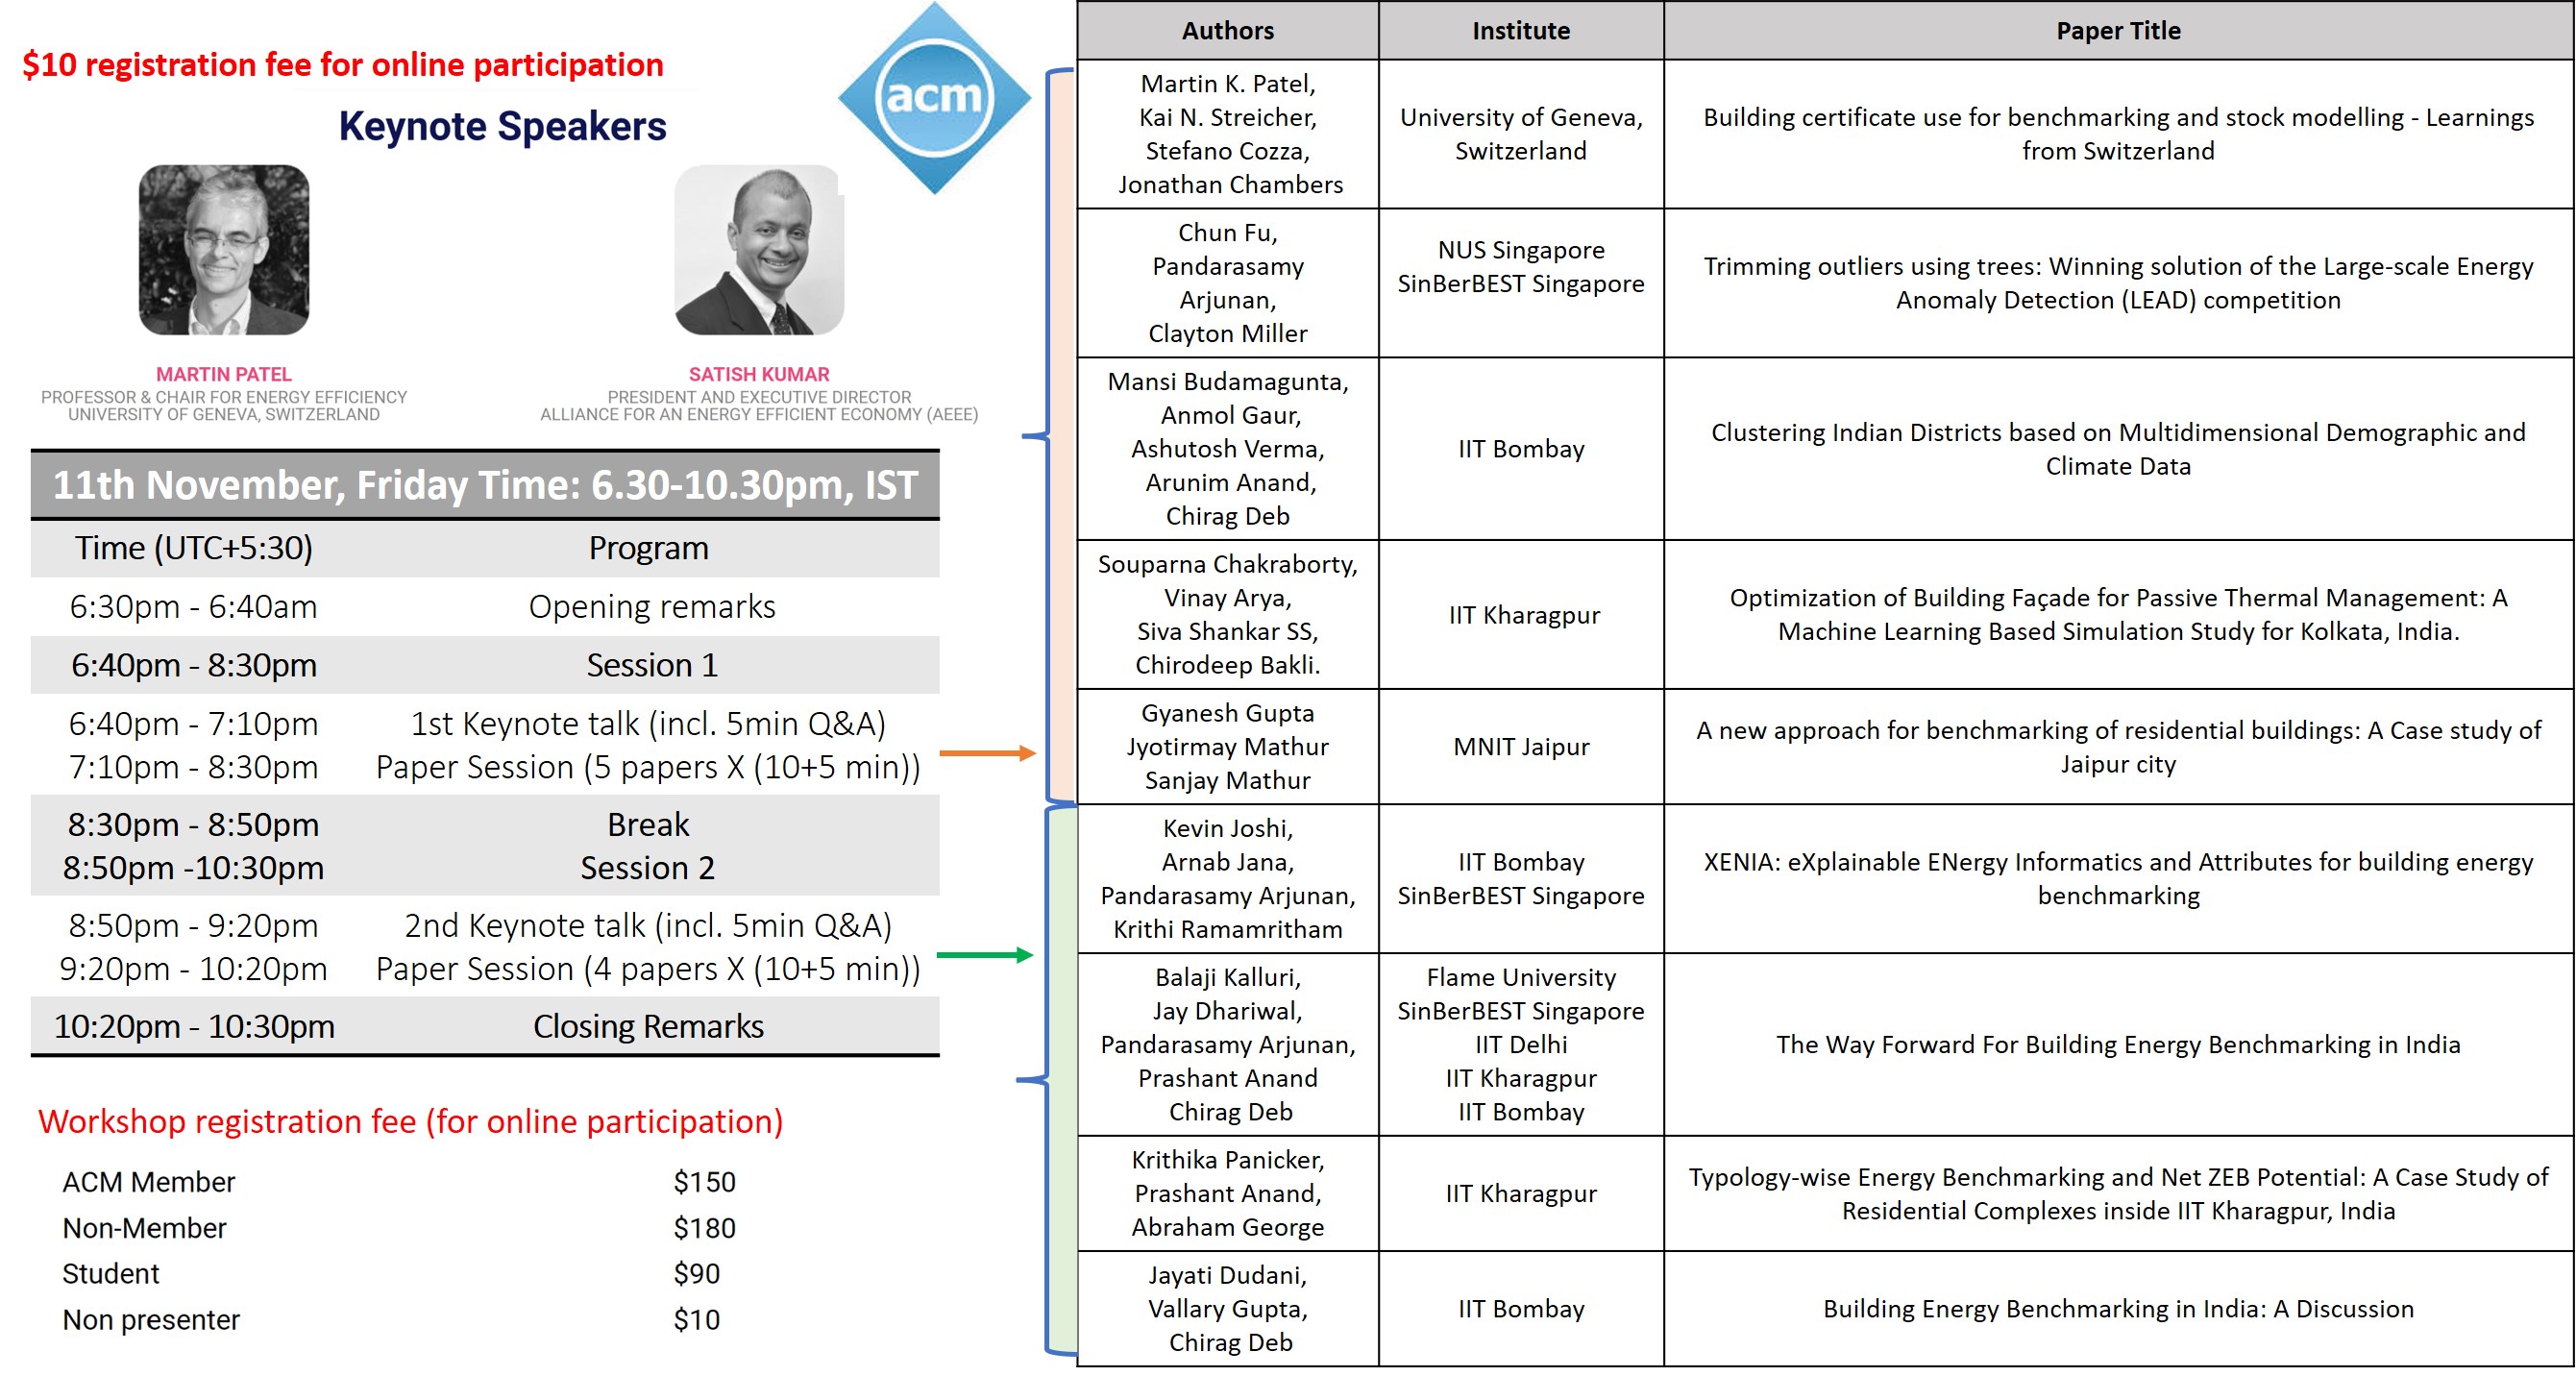 $10 registration fee for online participation
acm
Keynote Speakers
MARTIN PATEL
PROFESSOR & CHAIR FOR ENERGY EFFICIENCY
UNIVERSITY OF GENEVA, SWITZERLAND
SATISH KUMAR
PRESIDENT AND EXECUTIVE DIRECTOR
ALLIANCE FOR AN ENERGY EFFICIENT ECONOMY (AEEE)
11th November, Friday Time: 6.30-10.30pm, IST
Time (UTC+5:30) Program
6:30pm - 6:40am Opening remarks
6:40pm - 8:30pm Session 1
6:40pm - 7:10pm 1st Keynote talk (incl. 5min Q&A)
7:10pm - 8:30pm Paper Session (5 papers X (10+5 min))
8:30pm - 8:50pm Break
8:50pm -10:30pm Session 2
8:50pm - 9:20pm 2nd Keynote talk (incl. 5min Q&A)
9:20pm - 10:20pm Paper Session (4 papers X (10+5 min))
10:20pm - 10:30pm Closing Remarks
Workshop registration fee (for online participation)
ACM Member $150
Non-Member $180
Student $90
Non presenter $10
Authors Institute Paper Title
Martin K. Patel,
Kai N. Streicher,
Stefano Cozza,
Jonathan Chambers
University of Geneva,
Switzerland
Building certificate use for benchmarking and stock modelling - Learnings
from Switzerland
Chun Fu,
Pandarasamy
Arjunan,
Clayton Miller
NUS Singapore
SinBerBEST Singapore
Trimming outliers using trees: Winning solution of the Large-scale Energy
Anomaly Detection (LEAD) competition
Mansi Budamagunta,
Anmol Gaur,
Ashutosh Verma,
Arunim Anand,
Chirag Deb
IIT Bombay
Clustering Indian Districts based on Multidimensional Demographic and
Climate Data
Souparna Chakraborty,
Vinay Arya,
Siva Shankar SS,
Chirodeep Bakli.
IIT Kharagpur
Optimization of Building Façade for Passive Thermal Management: A
Machine Learning Based Simulation Study for Kolkata, India.
Gyanesh Gupta
Jyotirmay Mathur
Sanjay Mathur
MNIT Jaipur
A new approach for benchmarking of residential buildings: A Case study of
Jaipur city
Kevin Joshi,
Arnab Jana,
Pandarasamy Arjunan,
Krithi Ramamritham
IIT Bombay
SinBerBEST Singapore
XENIA: eXplainable ENergy Informatics and Attributes for building energy
benchmarking
Balaji Kalluri,
Jay Dhariwal,
Pandarasamy Arjunan,
Prashant Anand
Chirag Deb
Flame University
SinBerBEST Singapore
IIT Delhi
IIT Kharagpur
IIT Bombay
The Way Forward For Building Energy Benchmarking in India
Krithika Panicker,
Prashant Anand,
Abraham George
IIT Kharagpur
Typology-wise Energy Benchmarking and Net ZEB Potential: A Case Study of
Residential Complexes inside IIT Kharagpur, India
Jayati Dudani,
Vallary Gupta,
Chirag Deb
IIT Bombay
Building Energy Benchmarking in India: A Discussion